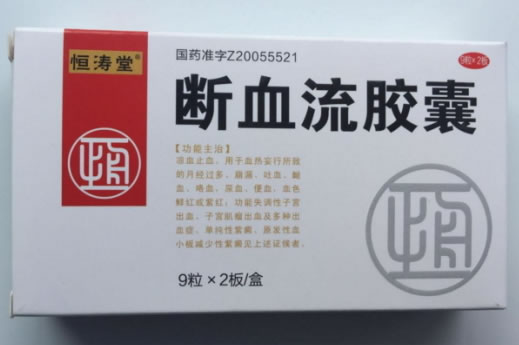 恒涛堂®
国药准字Z20055521
9粒×2板
断血流胶囊
【功能主治】
凉血止血。用于血热妄行所致
的月经过多、崩漏、吐血、衄
血、咯血、尿血、便血、血色
鲜红或紫红；功能失调性子宫
出血、子宫肌瘤出血及多种出
血症、单纯性紫癜、原发性血
小板减少性紫癜见上述证候者。
9粒×2板/盒